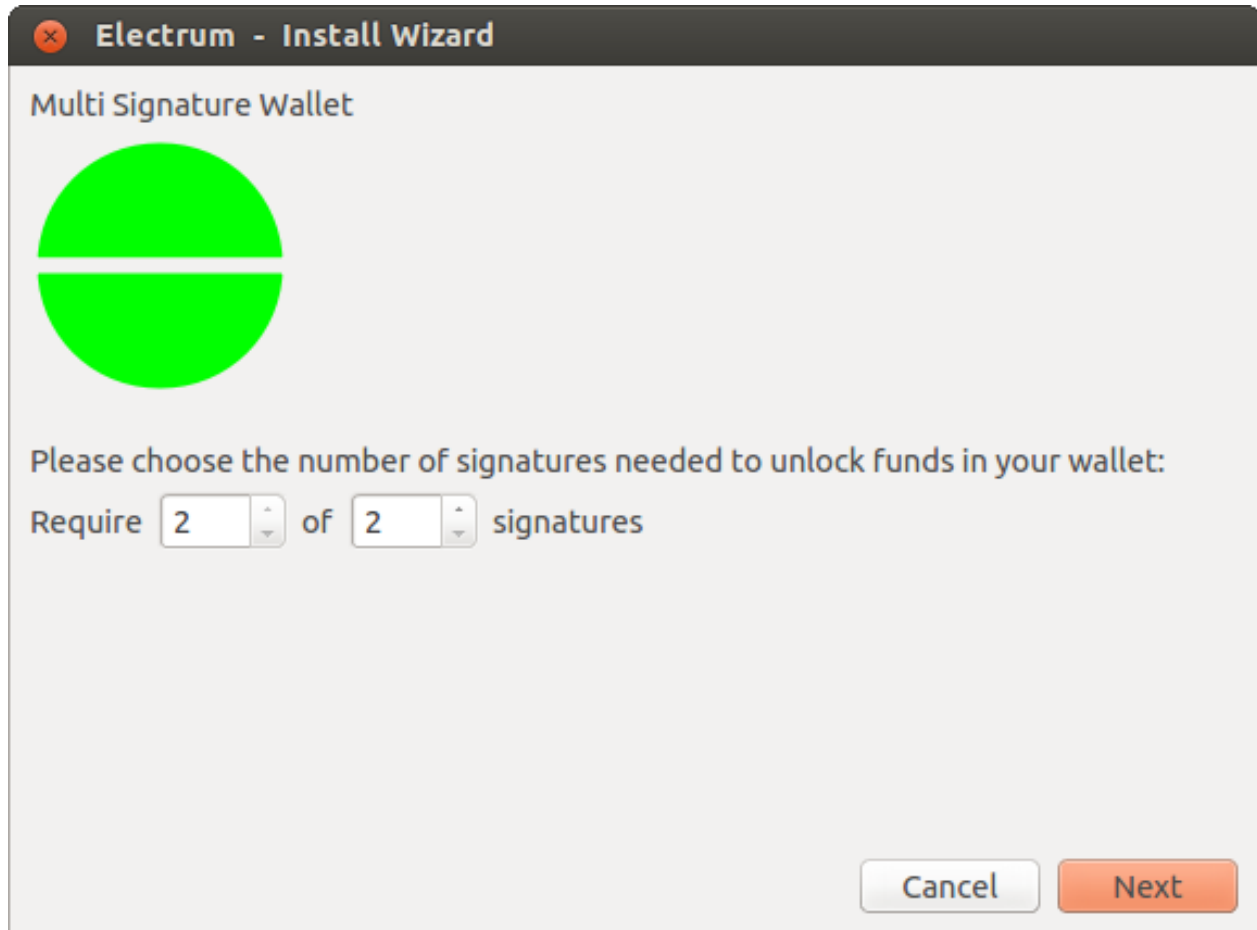 Electrum - Install Wizard
Multi Signature Wallet
Please choose the number of signatures needed to unlock funds in your wallet:
Require 2 of 2 signatures
Cancel Next